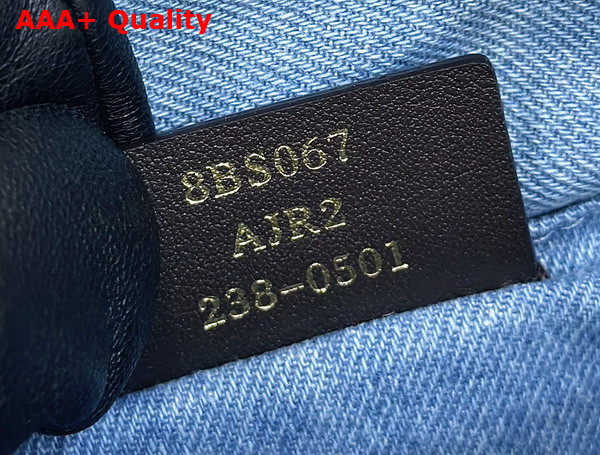 AAA+ Quality
8BS067
AJR2
238-0501